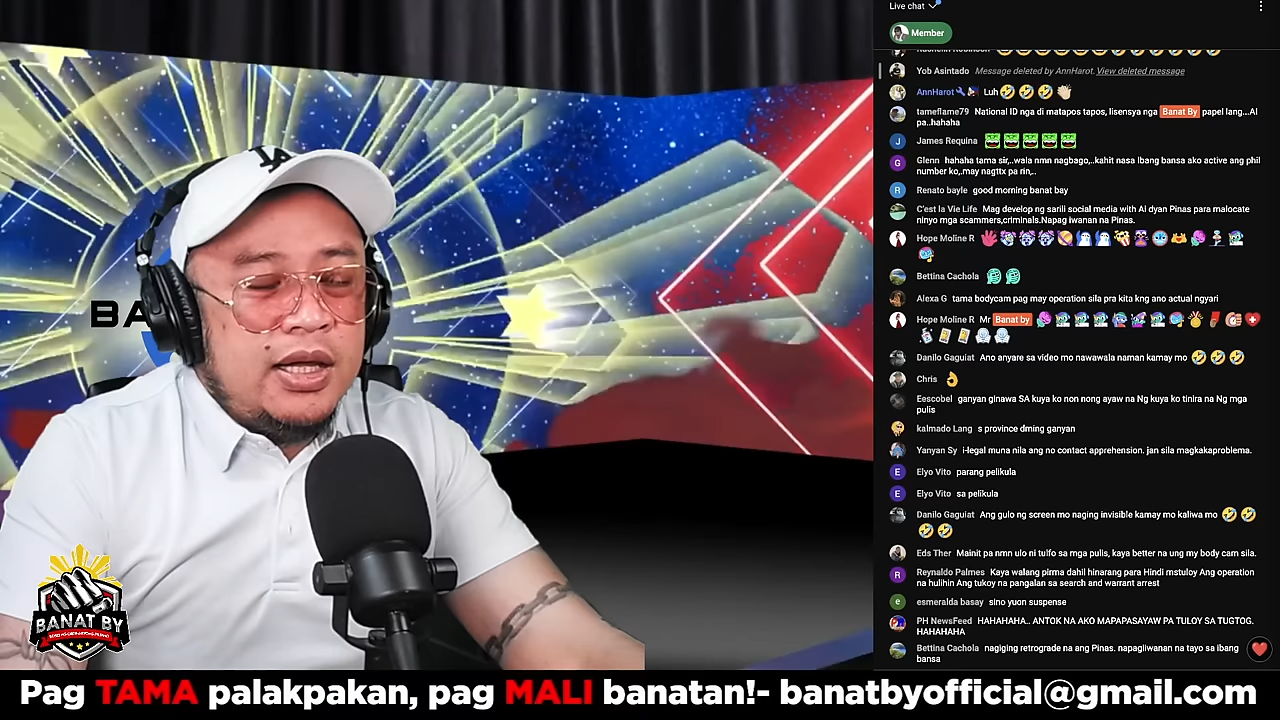 Live chat
Member
Yob Asintado Message deleted by AnnHarot. View deleted message
AnnHarot Luh🤣🤣🤣👏🏻
tameflame79 National ID nga di matapos tapos, lisensya nga Banat By papel lang...AI
pa..hahaha
James Requina
Glenn hahaha tama sir,..wala nmn nagbago,..kahit nasa Ibang bansa ako active ang phil
number ko,.may nagttx pa rin,..
Renato bayle good morning banat bay
C'est la Vie Life Mag develop ng sarili social media with AI dyan Pinas para malocate
ninyo mga scammers,criminals.Napag iwanan na Pinas.
Hope Moline R
Bettina Cachola
Alexa G tama bodycam pag may operation sila pra kita kng ano actual ngyari
Hope Moline R Mr Banat by
Danilo Gaguiat Ano anyare sa video mo nawawala naman kamay mo 🤣🤣🤣
Chris 👌
Eescobel ganyan ginawa SA kuya ko non nong ayaw na Ng kuya ko tinira na Ng mga
pulis
kalmado Lang s province dming ganyan
Yanyan Sy i-legal muna nila ang no contact apprehension. jan sila magkakaproblema.
Elyo Vito parang pelikula
Elyo Vito sa pelikula
Danilo Gaguiat Ang gulo ng screen mo naging invisible kamay mo kaliwa mo 🤣🤣
🤣🤣
Eds Ther Mainit pa nmn ulo ni tulfo sa mga pulis, kaya better na ung my body cam sila.
Reynaldo Palmes Kaya walang pirma dahil hinarang para Hindi mstuloy Ang operation
na hulihin Ang tukoy na pangalan sa search and warrant arrest
esmeralda basay sino yuon suspense
PH NewsFeed HAHAHAHA.. ANTOK NA AKO MAPAPASAYAW PA TULOY SA TUGTOG.
HAHAHAHA
Bettina Cachola nagiging retrograde na ang Pinas. napagliwanan na tayo sa ibang
bansa
LA
BA
BANAT BY
Pag TAMA palakpakan, pag MALI banatan!- banatbyofficial@gmail.com